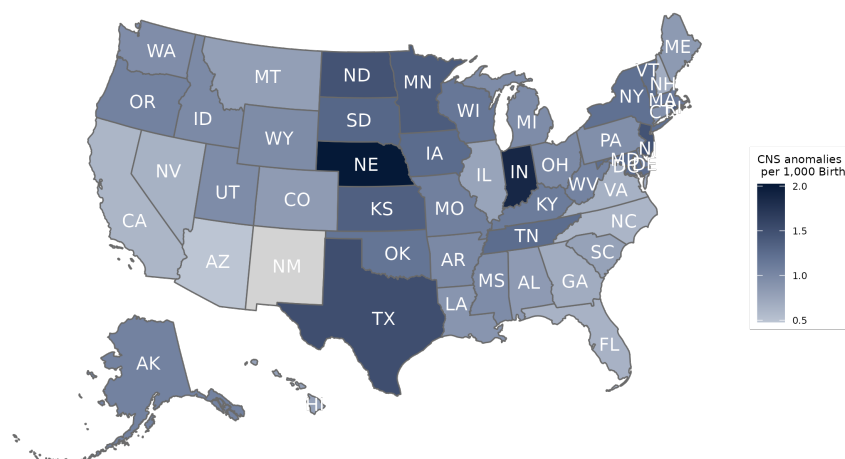 ME
WA
VT
MT
ND
NH
MN
NY
MA
OR
WI
CT
ID
SD
MI
WY
PA
NJ
IA
OH
MD
DE
DC
CNS anomalies
per 1,000 Birth
NE
NV
IL
IN
2.0
UT
WV
VA
CO
KS
MO
KY
CA
NC
TN
1.5
OK
SC
AZ
NM
AR
MS
AL
GA
1.0
LA
TX
0.5
FL
AK
HI